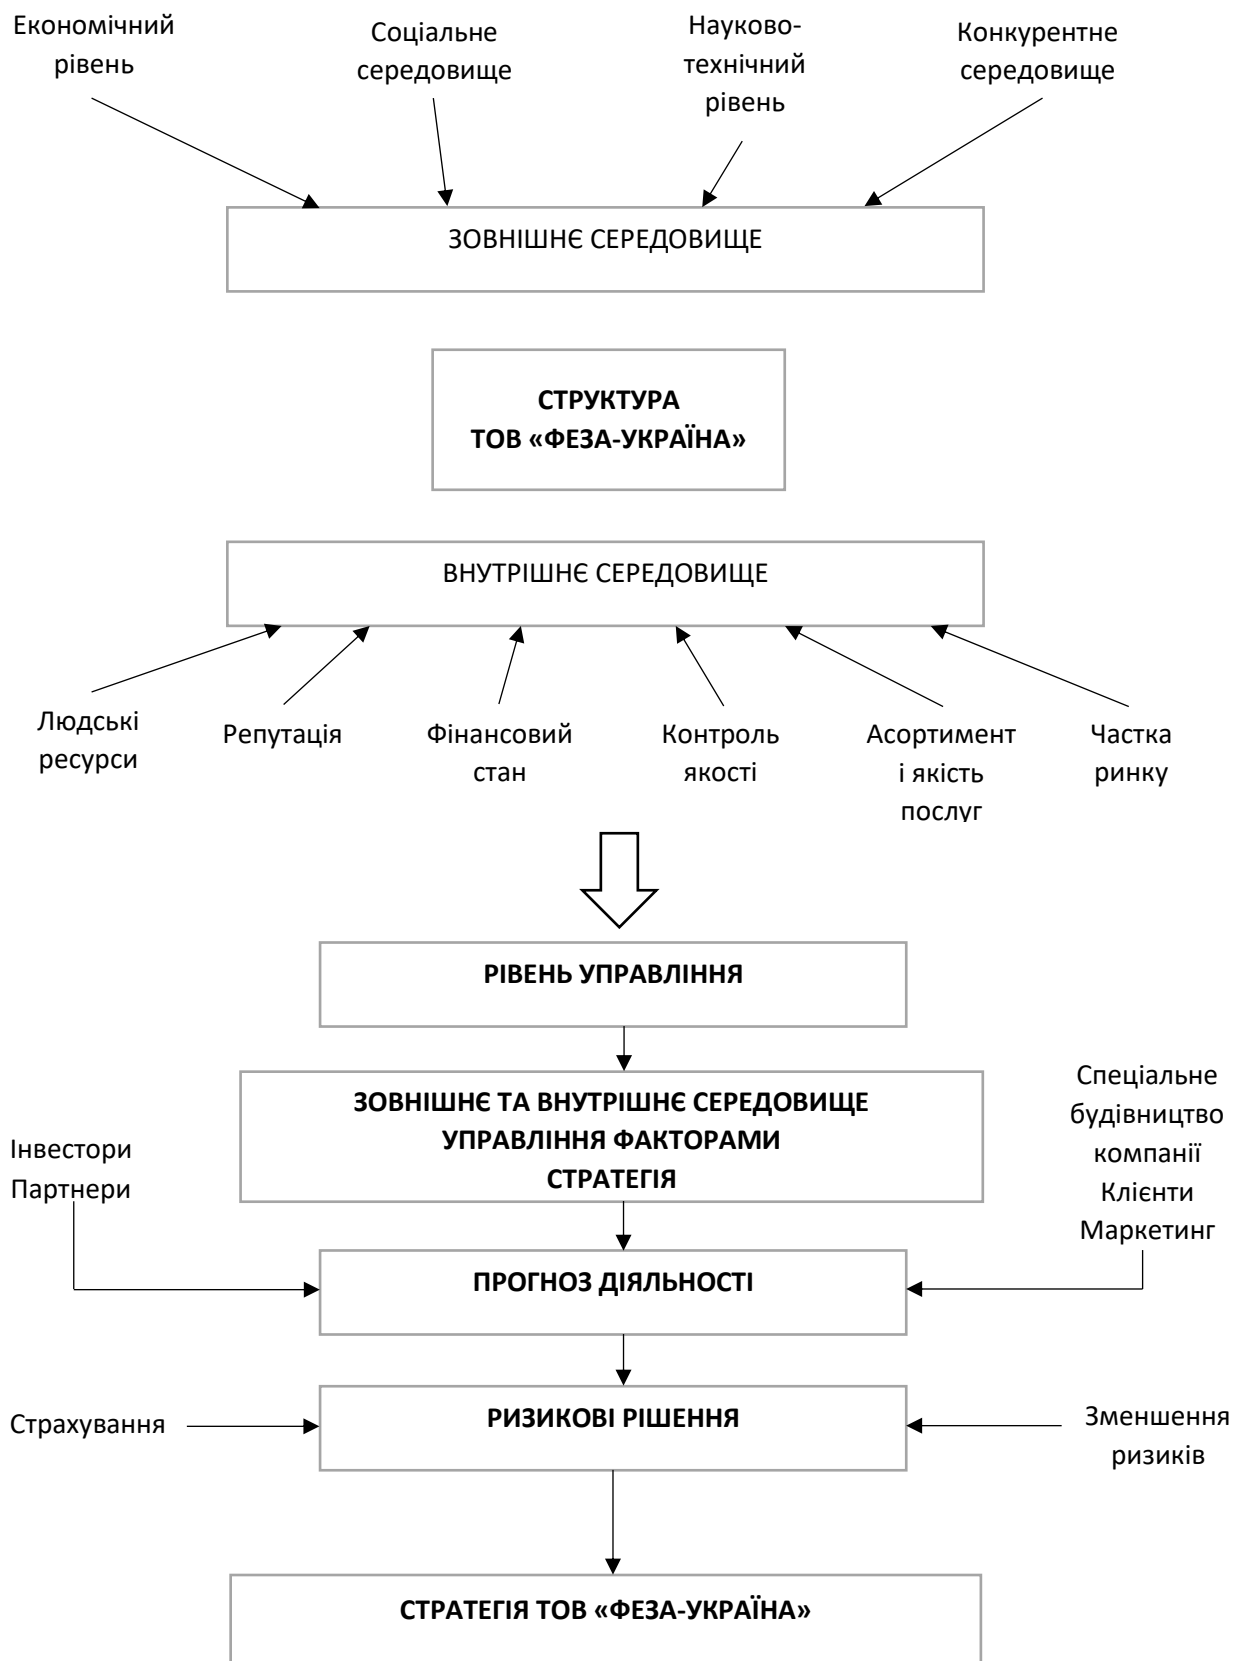 Економічний
рівень
Соціальне
середовище
Науково-
технічний
рівень
Конкурентне
середовище
ЗОВНІШНЄ СЕРЕДОВИЩЕ
СТРУКТУРА
ТОВ «ФЕЗА-УКРАЇНА»
ВНУТРІШНЄ СЕРЕДОВИЩЕ
Людські
ресурси
Репутація
Фінансовий
стан
Контроль
якості
Асортимент
і якість
послуг
Частка
ринку
РІВЕНЬ УПРАВЛІННЯ
ЗОВНІШНЄ ТА ВНУТРІШНЄ СЕРЕДОВИЩЕ
УПРАВЛІННЯ ФАКТОРАМИ
СТРАТЕГІЯ
Інвестори
Партнери
Спеціальне
будівництво
компанії
Клієнти
Маркетинг
ПРОГНОЗ ДІЯЛЬНОСТІ
Страхування
РИЗИКОВІ РІШЕННЯ
Зменшення
ризиків
СТРАТЕГІЯ ТОВ «ФЕЗА-УКРАЇНА»